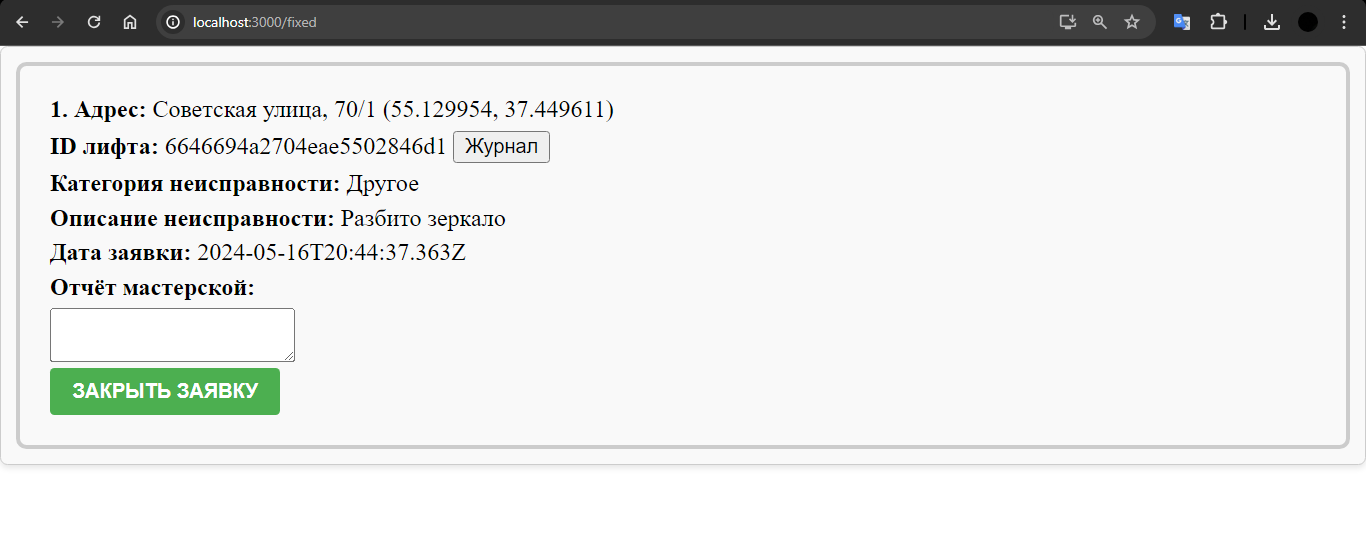 localhost:3000/fixed
1. Адрес: Советская улица, 70/1 (55.129954, 37.449611)
ID лифта: 6646694a2704eae5502846d1 Журнал
Категория неисправности: Другое
Описание неисправности: Разбито зеркало
Дата заявки: 2024-05-16T20:44:37.363Z
Отчёт мастерской:
ЗАКРЫТЬ ЗАЯВКУ